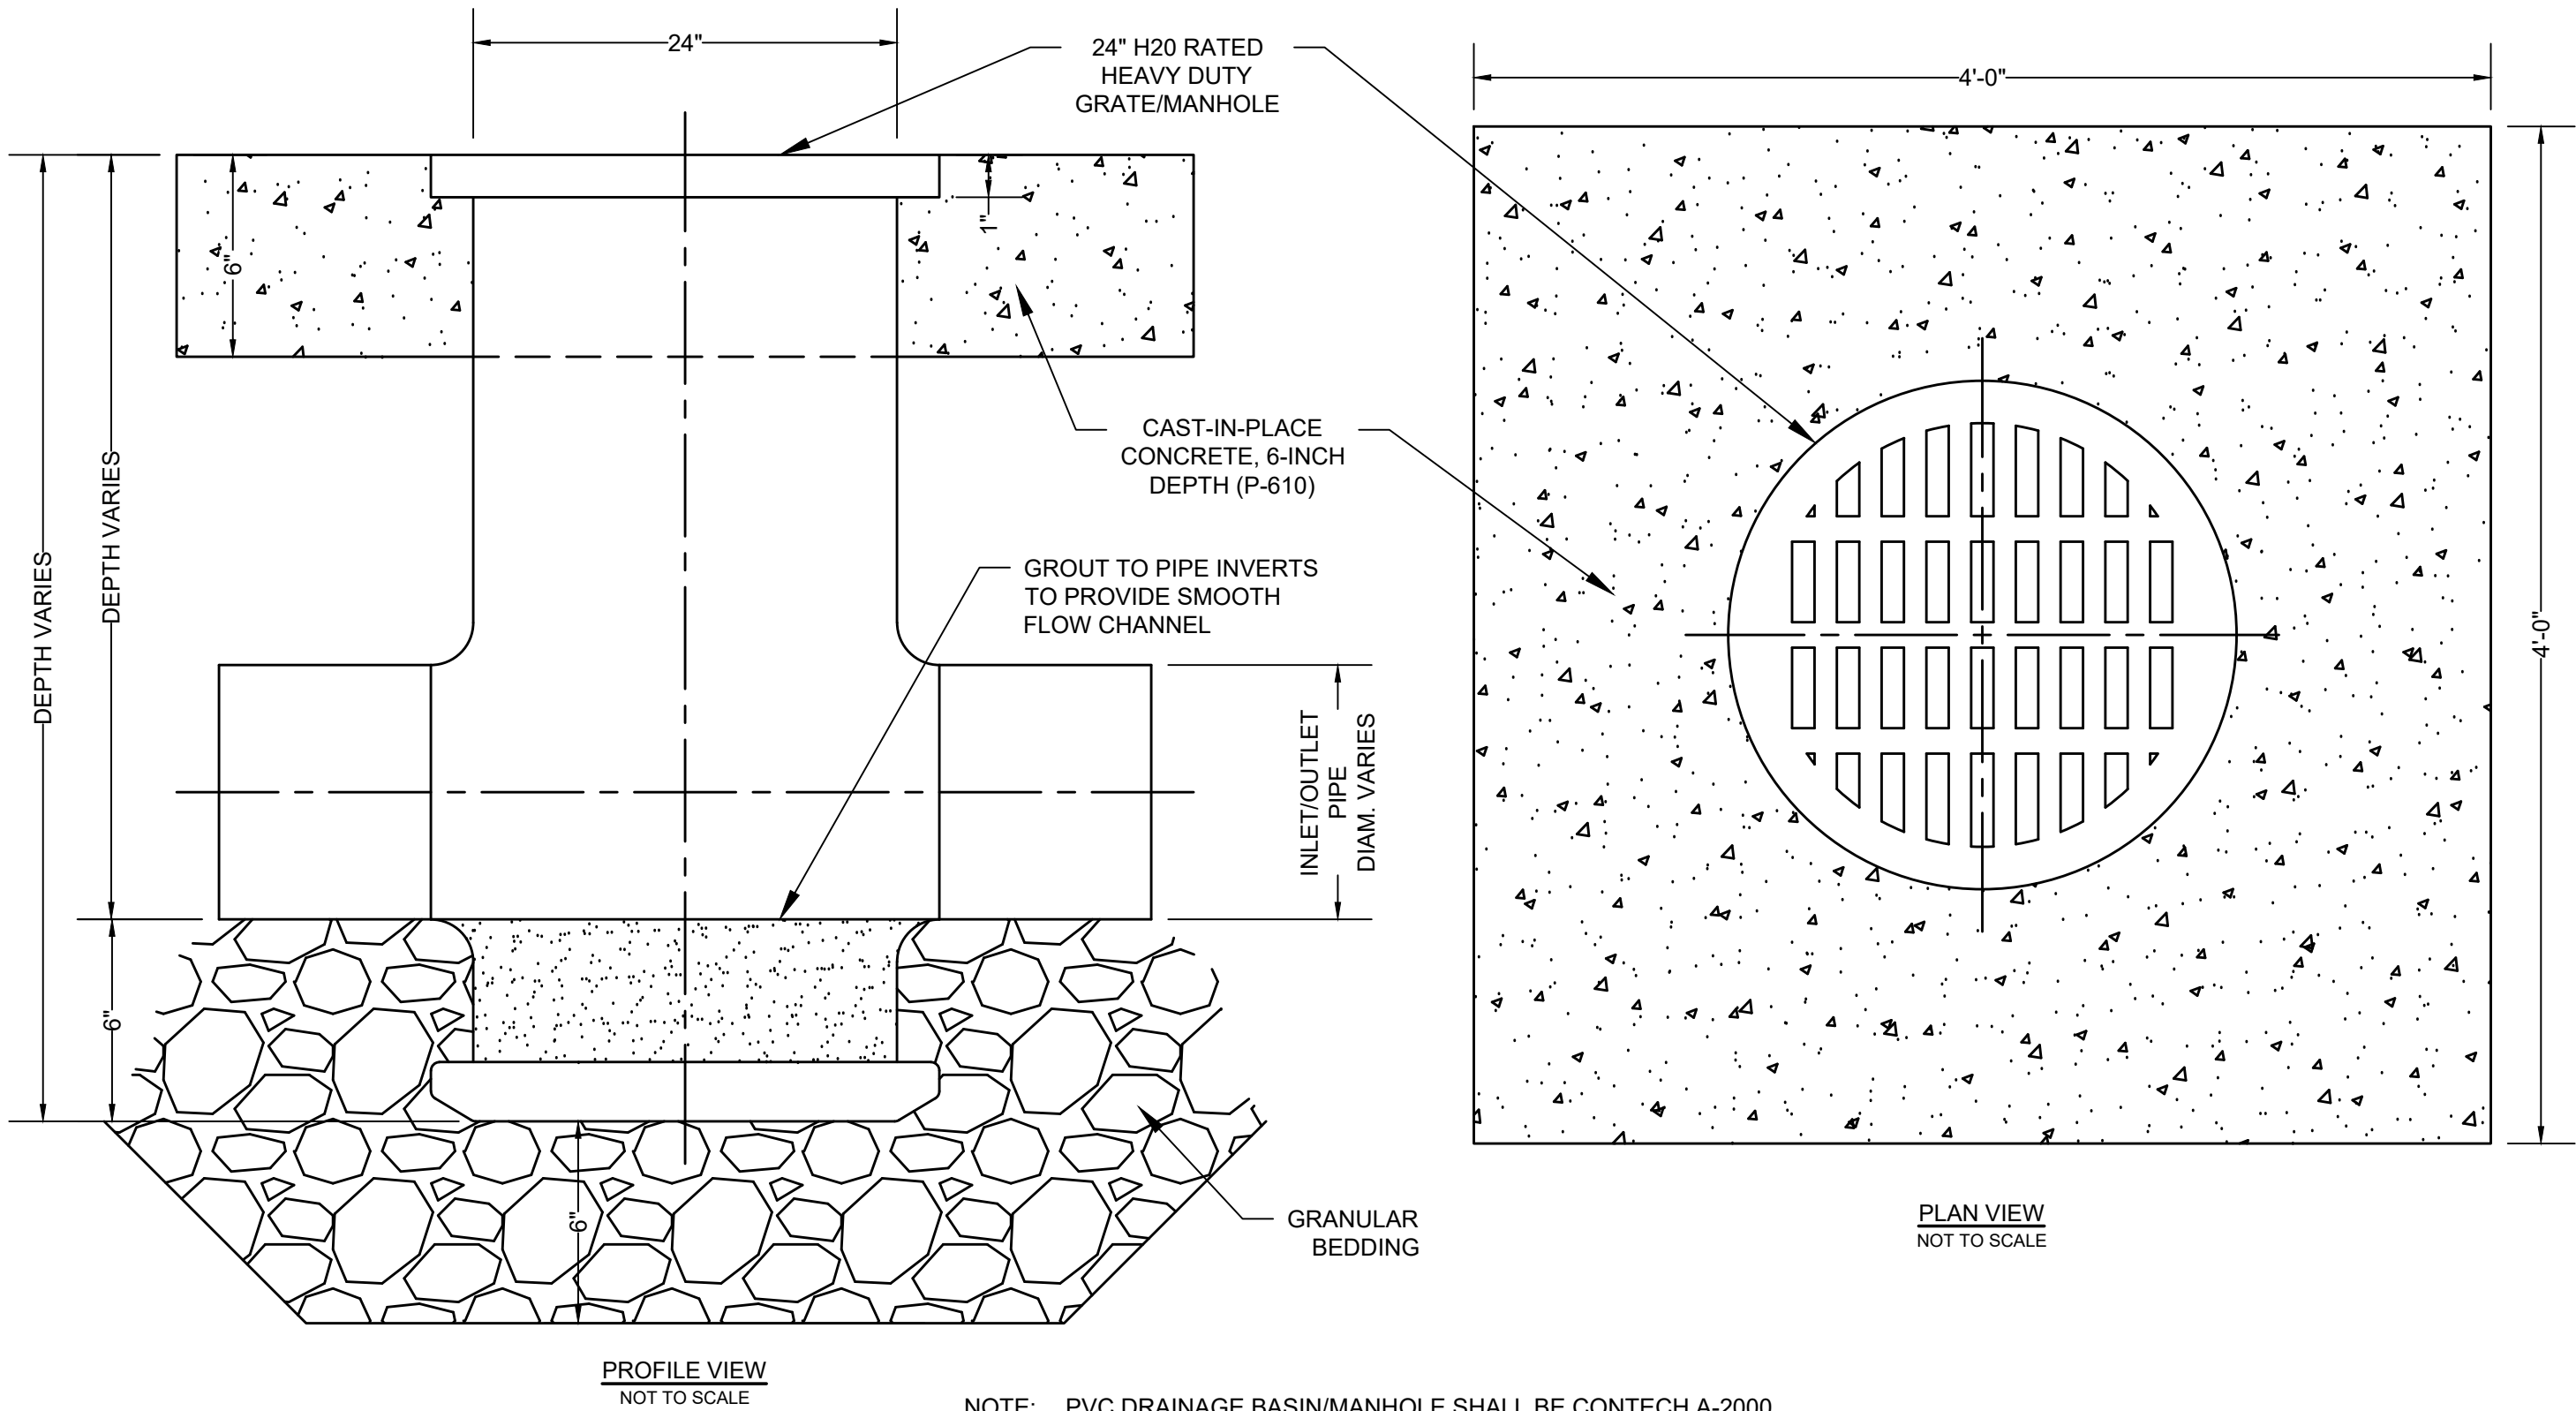 24"
24" H20 RATED
HEAVY DUTY
GRATE/MANHOLE
4'-0"
1"
6"
DEPTH VARIES
DEPTH VARIES
CAST-IN-PLACE
CONCRETE, 6-INCH
DEPTH (P-610)
GROUT TO PIPE INVERTS
TO PROVIDE SMOOTH
FLOW CHANNEL
4'-0"
INLET/OUTLET
PIPE
DIAM. VARIES
6"
6"
GRANULAR
BEDDING
PLAN VIEW
NOT TO SCALE
PROFILE VIEW
NOT TO SCALE
NOTE: PVC DRAINAGE BASIN/MANHOLE SHALL BE CONTECH A-2000